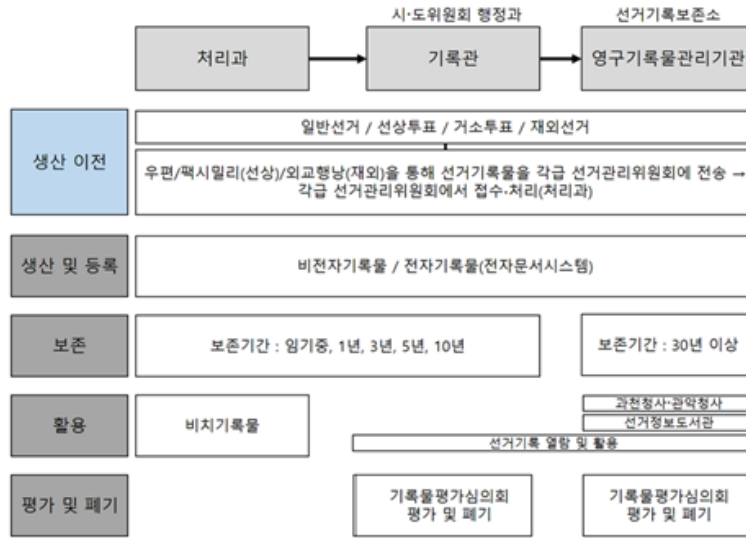 시·도위원회 행정과
선거기록보존소
처리과
기록관
영구기록물관리기관
생산 이전
일반선거 / 선상투표 / 거소투표 / 재외선거
우편/팩시밀리(선상)/외교행낭(재외)을 통해 선거기록물을 각급 선거관리위원회에 전송 →
각급 선거관리위원회에서 접수·처리(처리과)
생산 및 등록
비전자기록물 / 전자기록물(전자문서시스템)
보존
보존기간 : 임기중, 1년, 3년, 5년, 10년
보존기간 : 30년 이상
활용
비치기록물
과천청사·관악청사
선거정보도서관
선거기록 열람 및 활용
평가 및 폐기
기록물평가심의회
평가 및 폐기
기록물평가심의회
평가 및 폐기